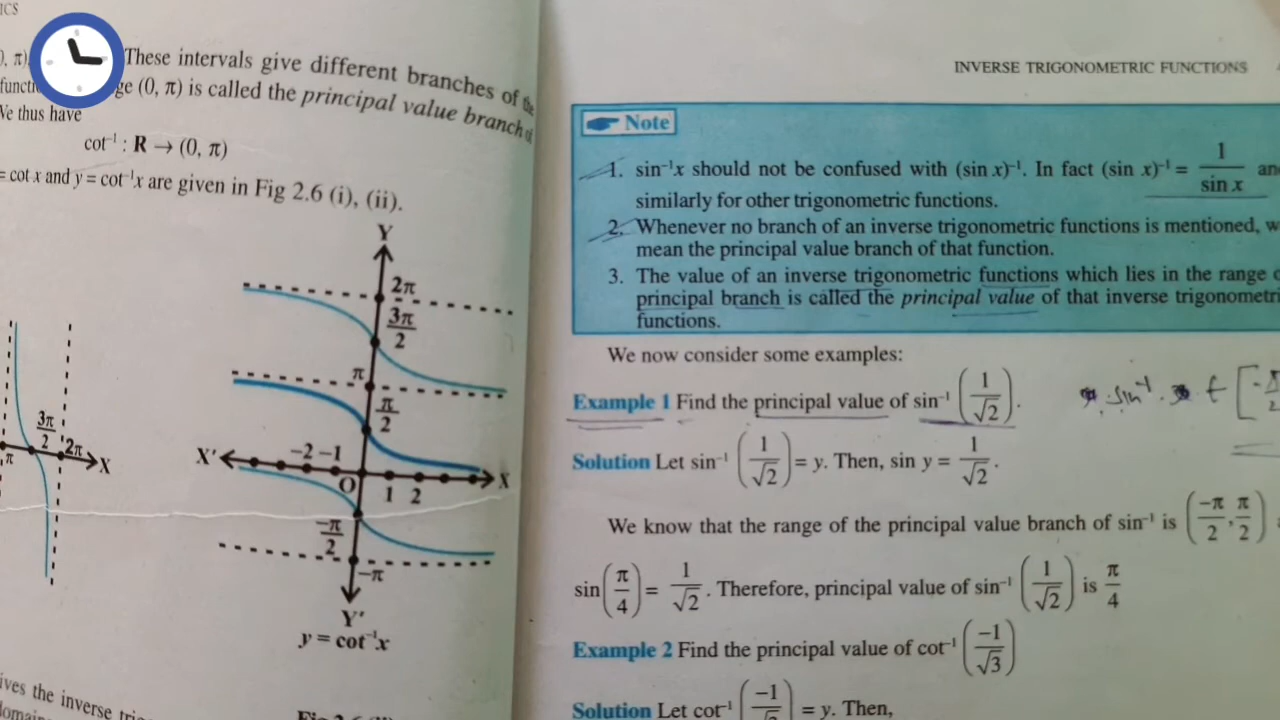 ICS
), π). These intervals give different branches of the
ge (0, π) is called the principal value branch of
We thus have
cot⁻¹ : R → (0, π)
= cot x and y = cot⁻¹x are given in Fig 2.6 (i), (ii).
Y
2π
3π/2
π
π/2
X' -2 -1 O 1 2 X
-π/2
-π
Y'
y = cot⁻¹x
3π/2
π 2π X
ives the inverse
INVERSE TRIGONOMETRIC FUNCTIONS
Note
1. sin⁻¹x should not be confused with (sin x)⁻¹. In fact (sin x)⁻¹ = 1/sin x an
similarly for other trigonometric functions.
2. Whenever no branch of an inverse trigonometric functions is mentioned, w
mean the principal value branch of that function.
3. The value of an inverse trigonometric functions which lies in the range o
principal branch is called the principal value of that inverse trigonometri
functions.
We now consider some examples:
Example 1 Find the principal value of sin⁻¹ (1/√2).
Solution Let sin⁻¹ (1/√2) = y. Then, sin y = 1/√2.
We know that the range of the principal value branch of sin⁻¹ is (-π/2, π/2)
sin(π/4) = 1/√2. Therefore, principal value of sin⁻¹ (1/√2) is π/4
Example 2 Find the principal value of cot⁻¹ (-1/√3)
Solution Let cot⁻¹ (-1/√3) = y. Then,